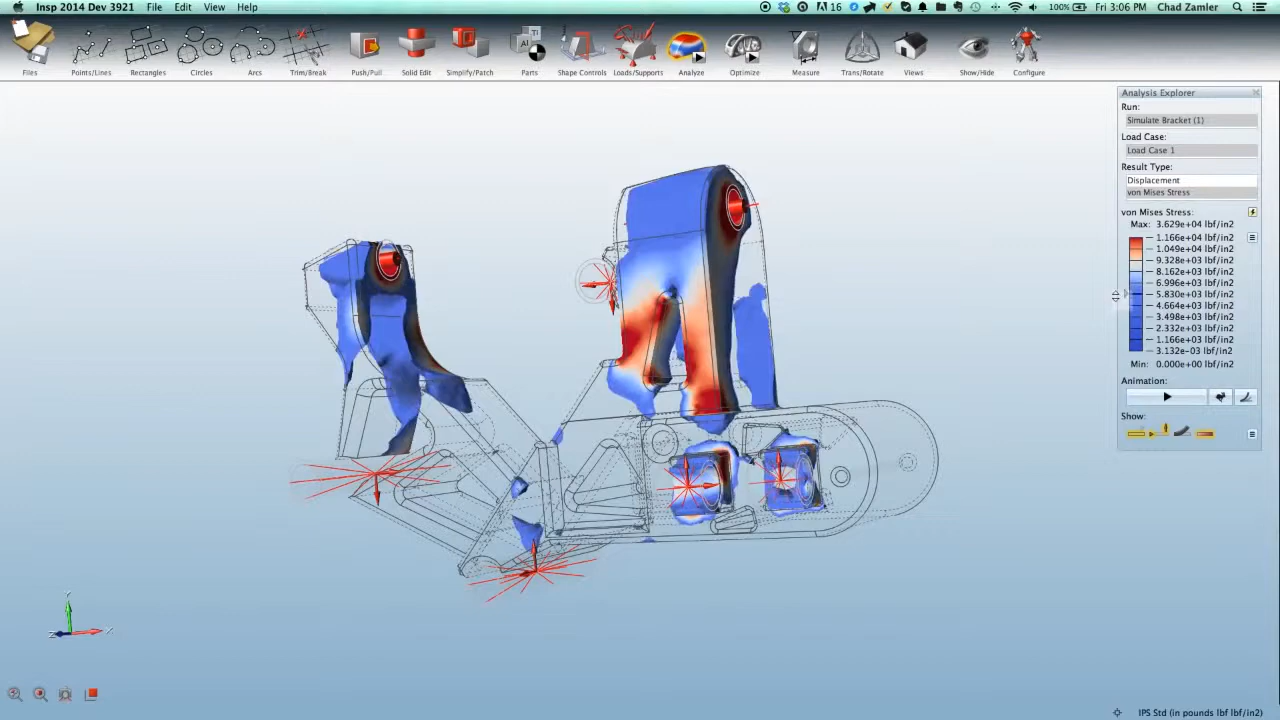 Insp 2014 Dev 3921 File Edit View Help
16 100% Fri 3:06 PM Chad Zamler
Al Ti
Files Points/Lines Rectangles Circles Arcs Trim/Break Push/Pull Solid Edit Simplify/Patch Parts Shape Controls Loads/Supports Analyze Optimize Measure Trans/Rotate Views Show/Hide Configure
Analysis Explorer
Run:
Simulate Bracket (1)
Load Case:
Load Case 1
Result Type:
Displacement
von Mises Stress
von Mises Stress:
Max: 3.629e+04 lbf/in2
1.166e+04 lbf/in2
1.049e+04 lbf/in2
9.328e+03 lbf/in2
8.162e+03 lbf/in2
6.996e+03 lbf/in2
5.830e+03 lbf/in2
4.664e+03 lbf/in2
3.498e+03 lbf/in2
2.332e+03 lbf/in2
1.166e+03 lbf/in2
3.132e-03 lbf/in2
Min: 0.000e+00 lbf/in2
Animation:
Show:
Y
Z X
IPS Std (in pounds lbf lbf/in2)